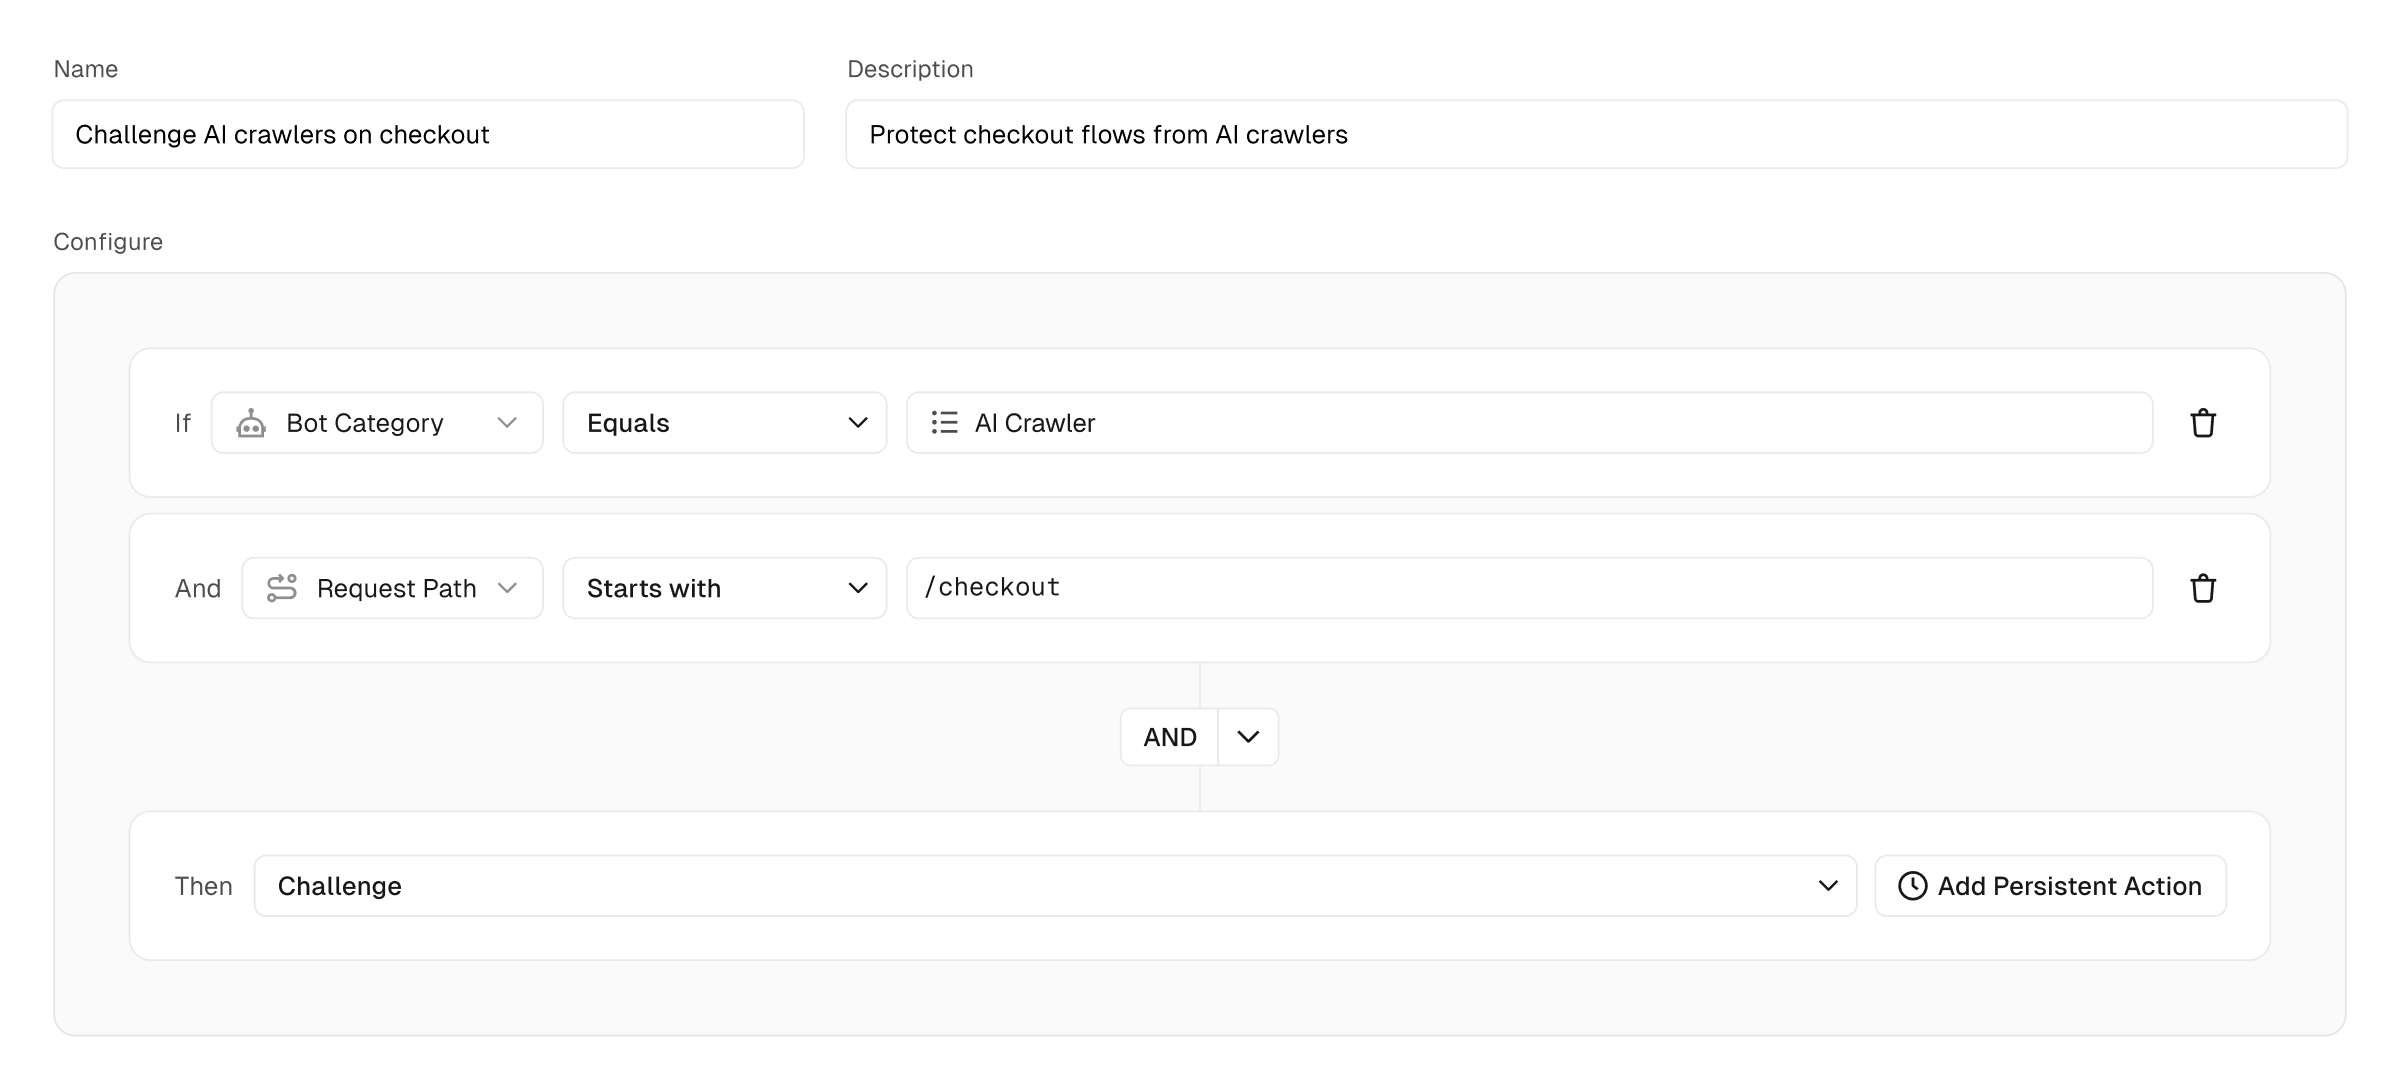 Name
Description
Challenge AI crawlers on checkout
Protect checkout flows from AI crawlers
Configure
If Bot Category Equals AI Crawler
And Request Path Starts with /checkout
AND
Then Challenge Add Persistent Action